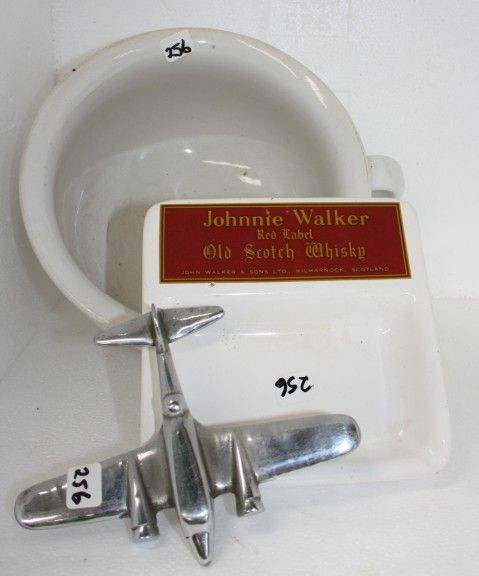 256
Johnnie Walker
Red Label
Old Scotch Whisky
JOHN WALKER & SONS LTD., KILMARNOCK, SCOTLAND
256
256